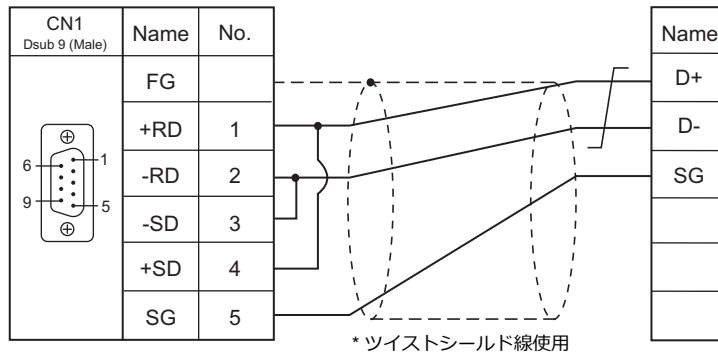 CN1
Dsub 9 (Male)
Name No.
FG
+RD 1
-RD 2
-SD 3
+SD 4
SG 5
6 1
9 5
Name
D+
D-
SG
* ツイストシールド線使用